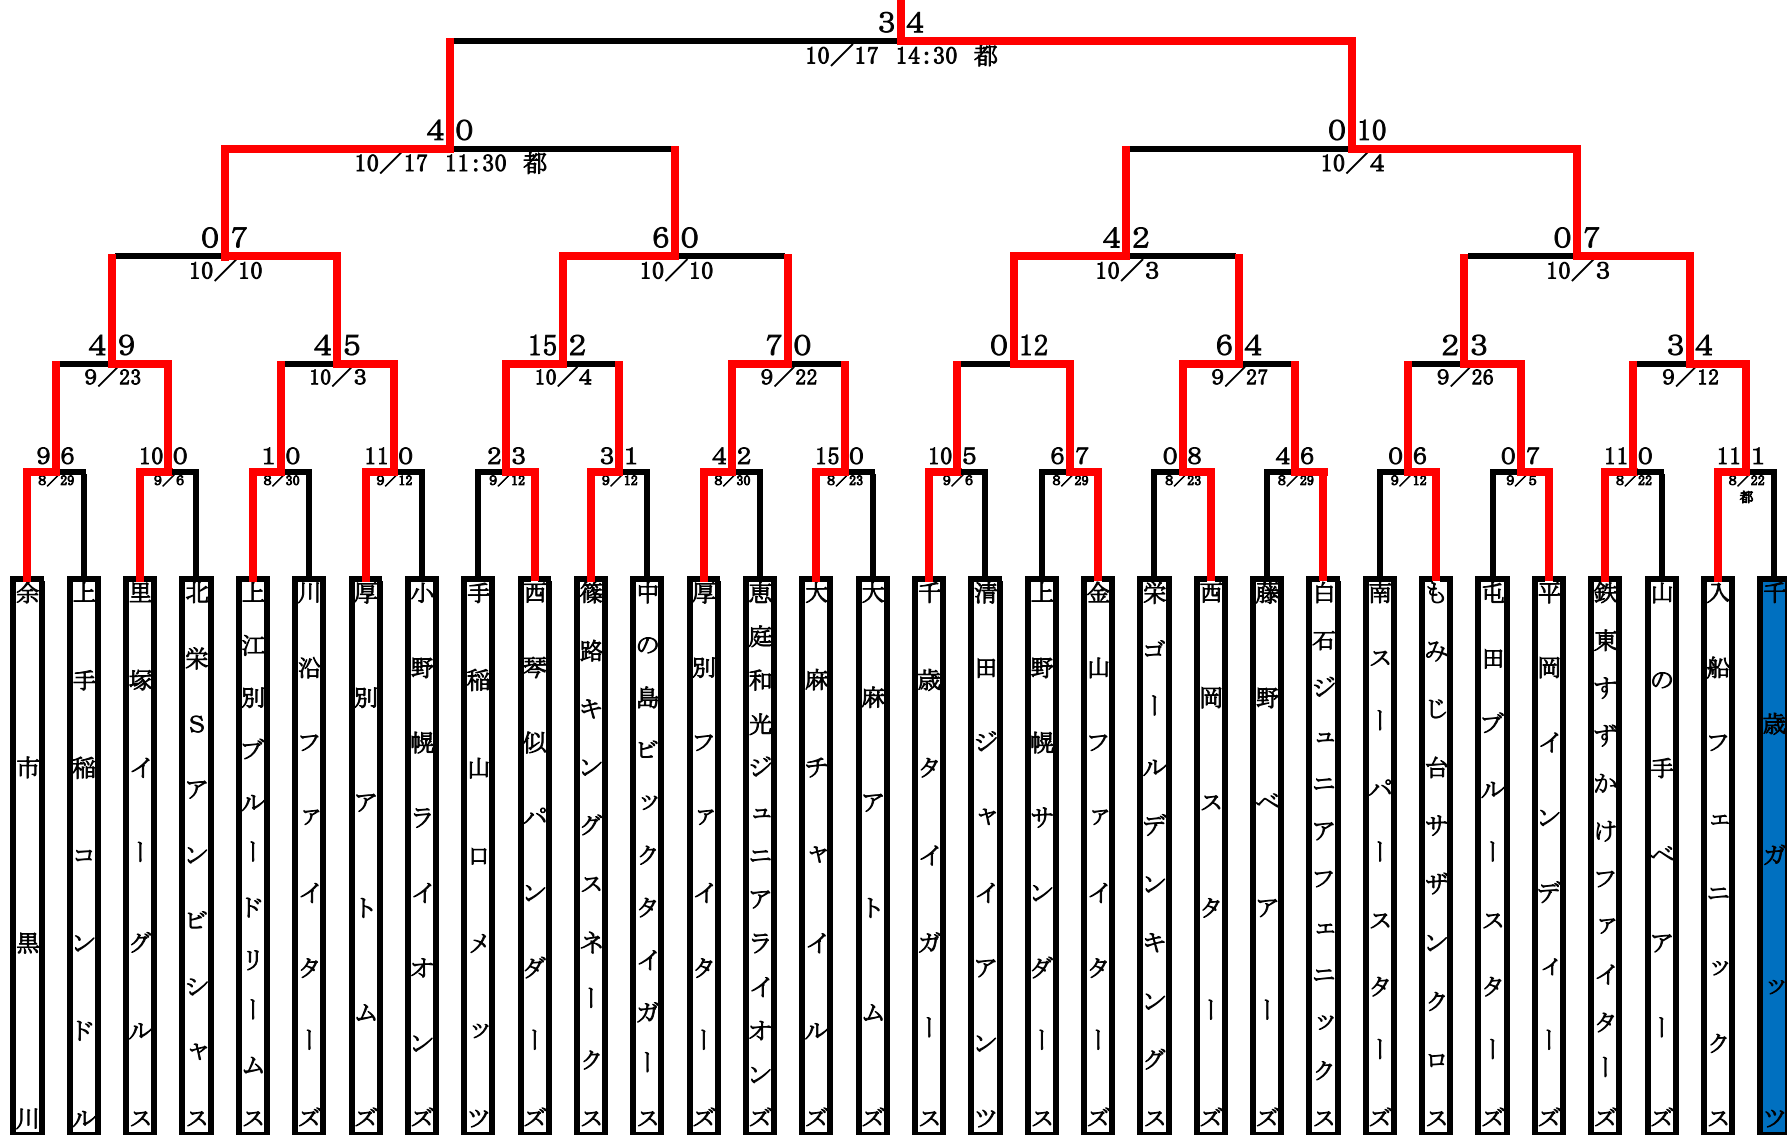 3 4
10／17 14:30 都
4 0
10／17 11:30 都
0 10
10／4
0 7
10／10
6 0
10／10
4 2
10／3
0 7
10／3
4 9
9／23
4 5
10／3
15 2
10／4
7 0
9／22
0 12
6 4
9／27
2 3
9／26
3 4
9／12
9 6
8／29
10 0
9／6
1 0
8／30
11 0
9／12
2 3
9／12
3 1
9／12
4 2
8／30
15 0
8／23
10 5
9／6
6 7
8／29
0 8
8／23
4 6
8／29
0 6
9／12
0 7
9／5
11 0
8／22
11 1
8／22
都
余市黒川
上手稲コンドル
里塚イーグルス
北栄Sアンビシャス
上江別ブルードリームス
川沿ファイターズ
厚別アトムズ
小野幌ライオンズ
手稲山口メッツ
西琴似パンダーズ
篠路キングスネークス
中の島ビックタイガース
厚別ファイターズ
恵庭和光ジュニアライオンズ
大麻チャイルズ
大麻アトムズ
千歳タイガース
清田ジャイアンツ
上野幌サンダース
金山ファイターズ
栄ゴールデンキングス
西岡スターズ
藤野ベアーズ
白石ジュニアフェニックス
南スーパースターズ
もみじ台サザンクロス
屯田ブルースターズ
平岡インディーズ
鉄東すずかけファイターズ
山の手ベアーズ
入船フェニックス
千歳ガッツ